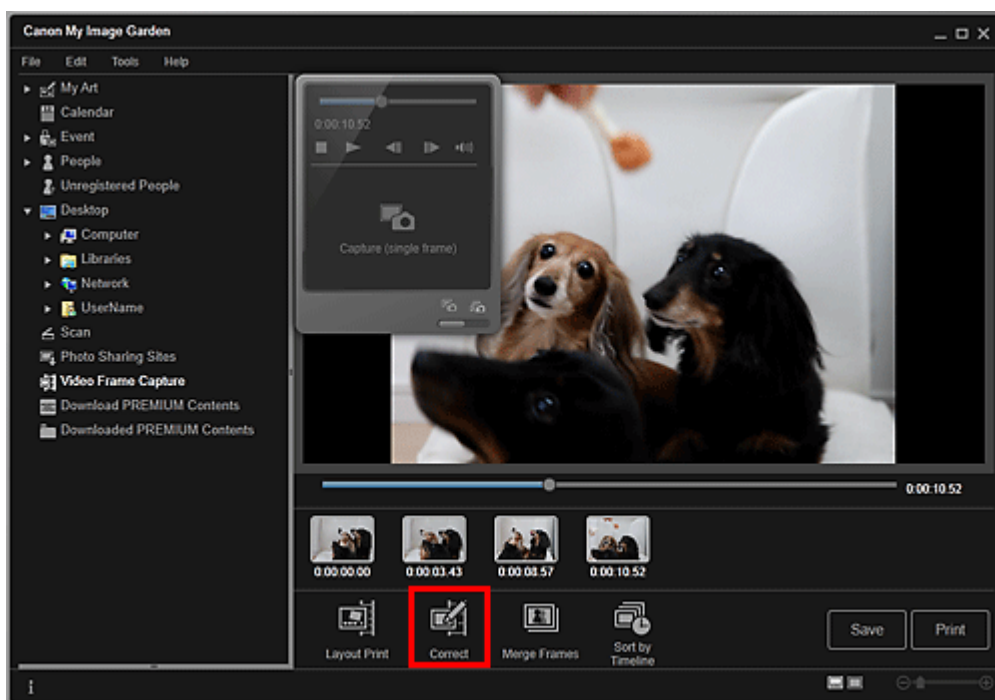 Canon My Image Garden
File Edit Tools Help
My Art
Calendar
Event
People
Unregistered People
Desktop
Computer
Libraries
Network
UserName
Scan
Photo Sharing Sites
Video Frame Capture
Download PREMIUM Contents
Downloaded PREMIUM Contents
0:00:10.52
Capture (single frame)
0:00:10.52
0:00:00.00 0:00:03.43 0:00:08.57 0:00:10.52
Layout Print Correct Merge Frames Sort by
Timeline
Save Print
i